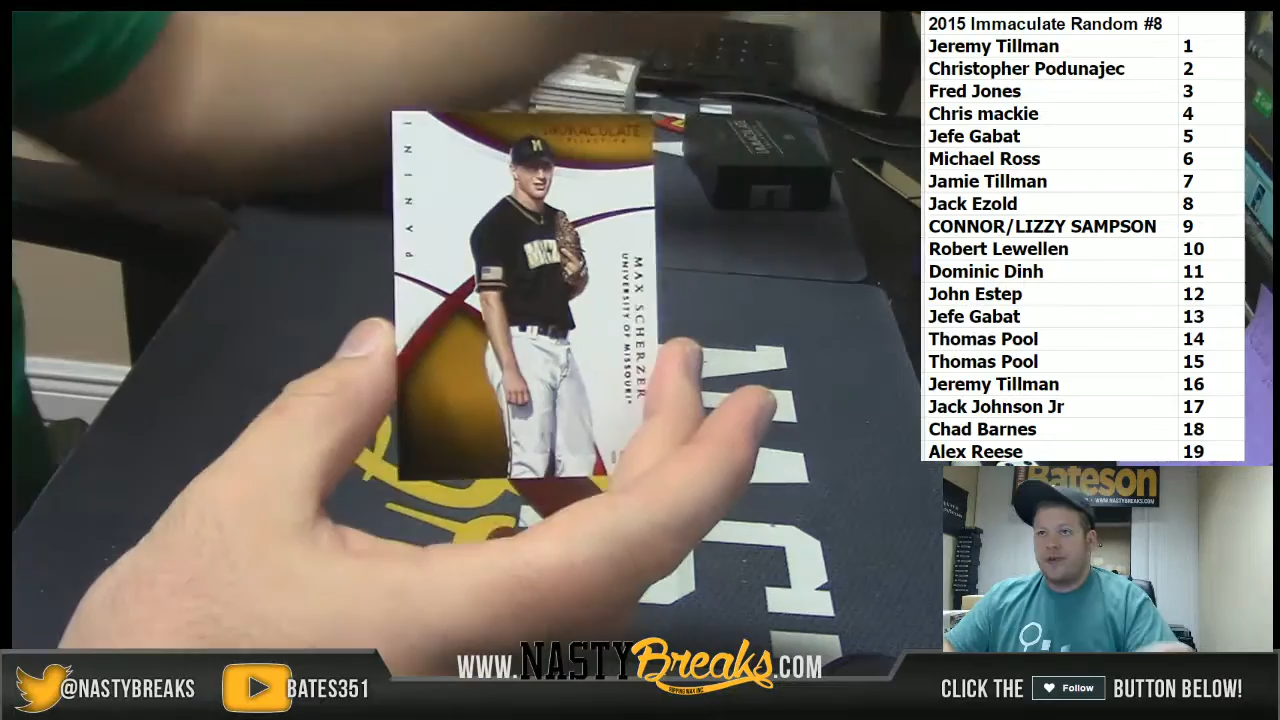 2015 Immaculate Random #8
Jeremy Tillman 1
Christopher Podunajec 2
Fred Jones 3
Chris mackie 4
Jefe Gabat 5
Michael Ross 6
Jamie Tillman 7
Jack Ezold 8
CONNOR/LIZZY SAMPSON 9
Robert Lewellen 10
Dominic Dinh 11
John Estep 12
Jefe Gabat 13
Thomas Pool 14
Thomas Pool 15
Jeremy Tillman 16
Jack Johnson Jr 17
Chad Barnes 18
Alex Reese 19
PANINI
IMMACULATE
COLLECTION
M
MAX SCHERZER
UNIVERSITY OF MISSOURI
Bateson
WWW.NASTYBREAKS.COM
@NASTYBREAKS
BATES351
WWW.NASTYBreaks.COM
CLICK THE Follow BUTTON BELOW!